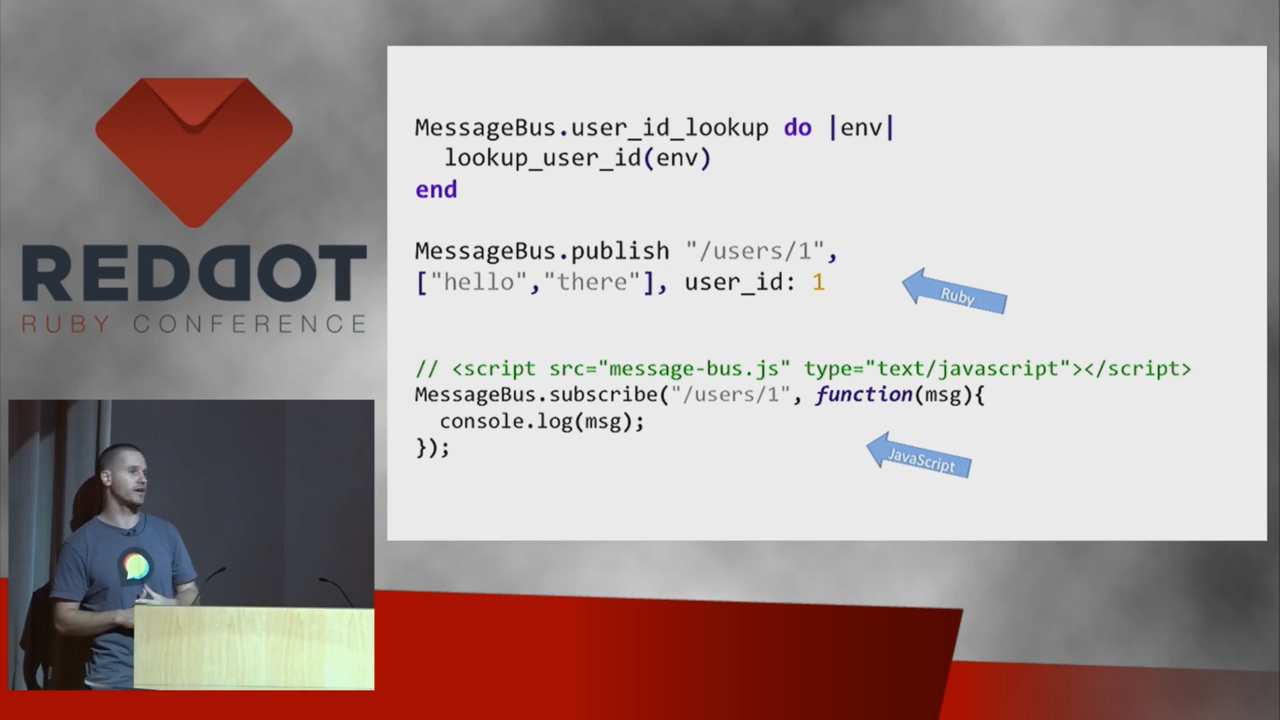 REDDOT
RUBY CONFERENCE
MessageBus.user_id_lookup do |env|
  lookup_user_id(env)
end
MessageBus.publish "/users/1",
["hello","there"], user_id: 1
Ruby
// <script src="message-bus.js" type="text/javascript"></script>
MessageBus.subscribe("/users/1", function(msg){
  console.log(msg);
});
JavaScript